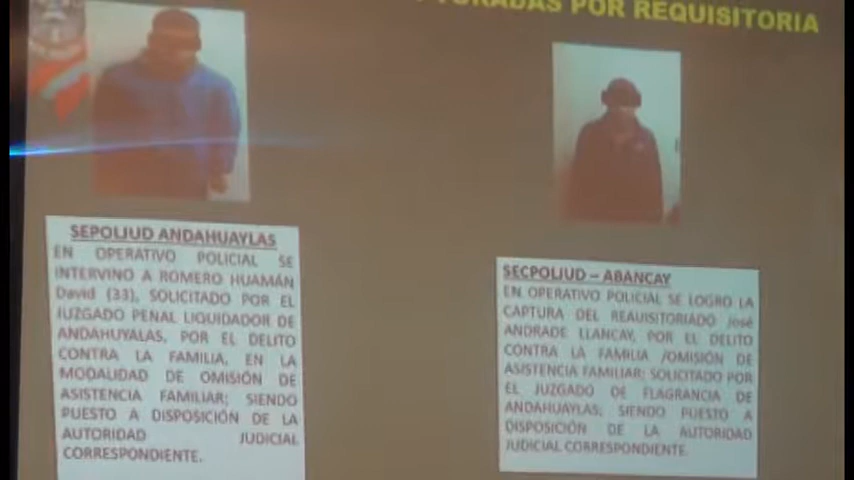 POR REQUISITORIA
SEPOLJUD ANDAHUAYLAS
EN OPERATIVO POLICIAL SE
INTERVINO A ROMERO HUAMÁN
David (33), SOLICITADO POR EL
JUZGADO PENAL LIQUIDADOR DE
ANDAHUYALAS, POR EL DELITO
CONTRA LA FAMILIA, EN LA
MODALIDAD DE OMISIÓN DE
ASISTENCIA FAMILIAR; SIENDO
PUESTO A DISPOSICIÓN DE LA
AUTORIDAD JUDICIAL
CORRESPONDIENTE.
SECPOLJUD – ABANCAY
EN OPERATIVO POLICIAL SE LOGRO LA
CAPTURA DEL REAUISITORIADO José
ANDRADE LLANCAY, POR EL DELITO
CONTRA LA FAMILIA /OMISIÓN DE
ASISTENCIA FAMILIAR; SOLICITADO POR
EL JUZGADO DE FLAGRANCIA DE
ANDAHUAYLAS; SIENDO PUESTO A
DISPOSICIÓN DE LA AUTORIDAD
JUDICIAL CORRESPONDIENTE.